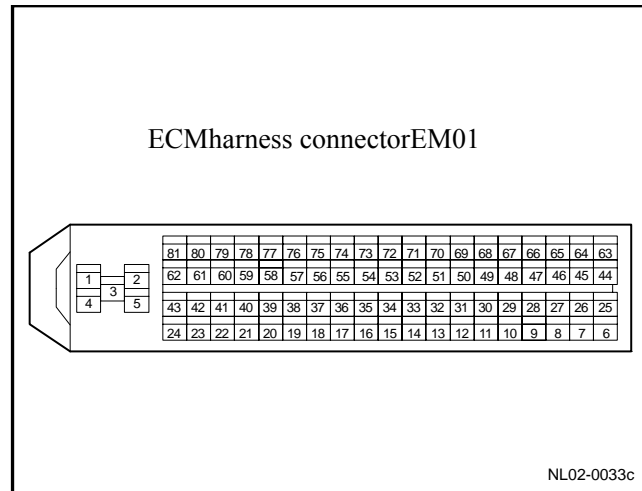 ECMharness connectorEM01
81 80 79 78 77 76 75 74 73 72 71 70 69 68 67 66 65 64 63
1 2 62 61 60 59 58 57 56 55 54 53 52 51 50 49 48 47 46 45 44
3
4 5 43 42 41 40 39 38 37 36 35 34 33 32 31 30 29 28 27 26 25
24 23 22 21 20 19 18 17 16 15 14 13 12 11 10 9 8 7 6
NL02-0033c